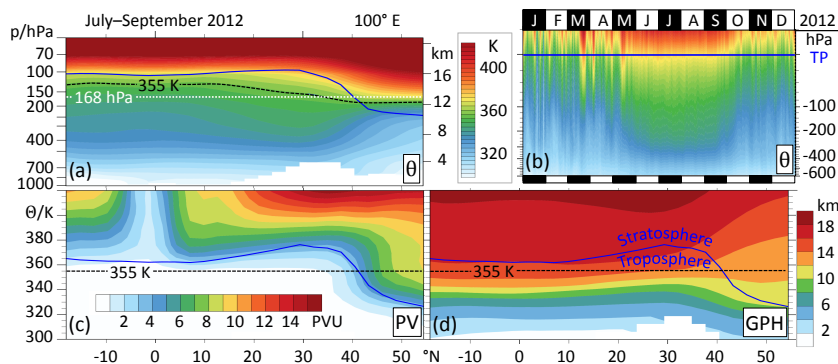 July–September 2012 100° E
p/hPa
70
100
150
200
400
700
1000
355 K
168 hPa
(a)
θ
km
16
12
8
4
K
400
360
320
J F M A M J J A S O N D 2012
hPa
TP
-100
-200
-400
-600
(b)
θ
Θ/K
380
360
340
320
300
355 K
2 4 6 8 10 12 14 PVU
(c)
PV
-10 0 10 20 30 40 50 °N
Stratosphere
Troposphere
355 K
(d)
GPH
-10 0 10 20 30 40 50
km
18
14
10
6
2